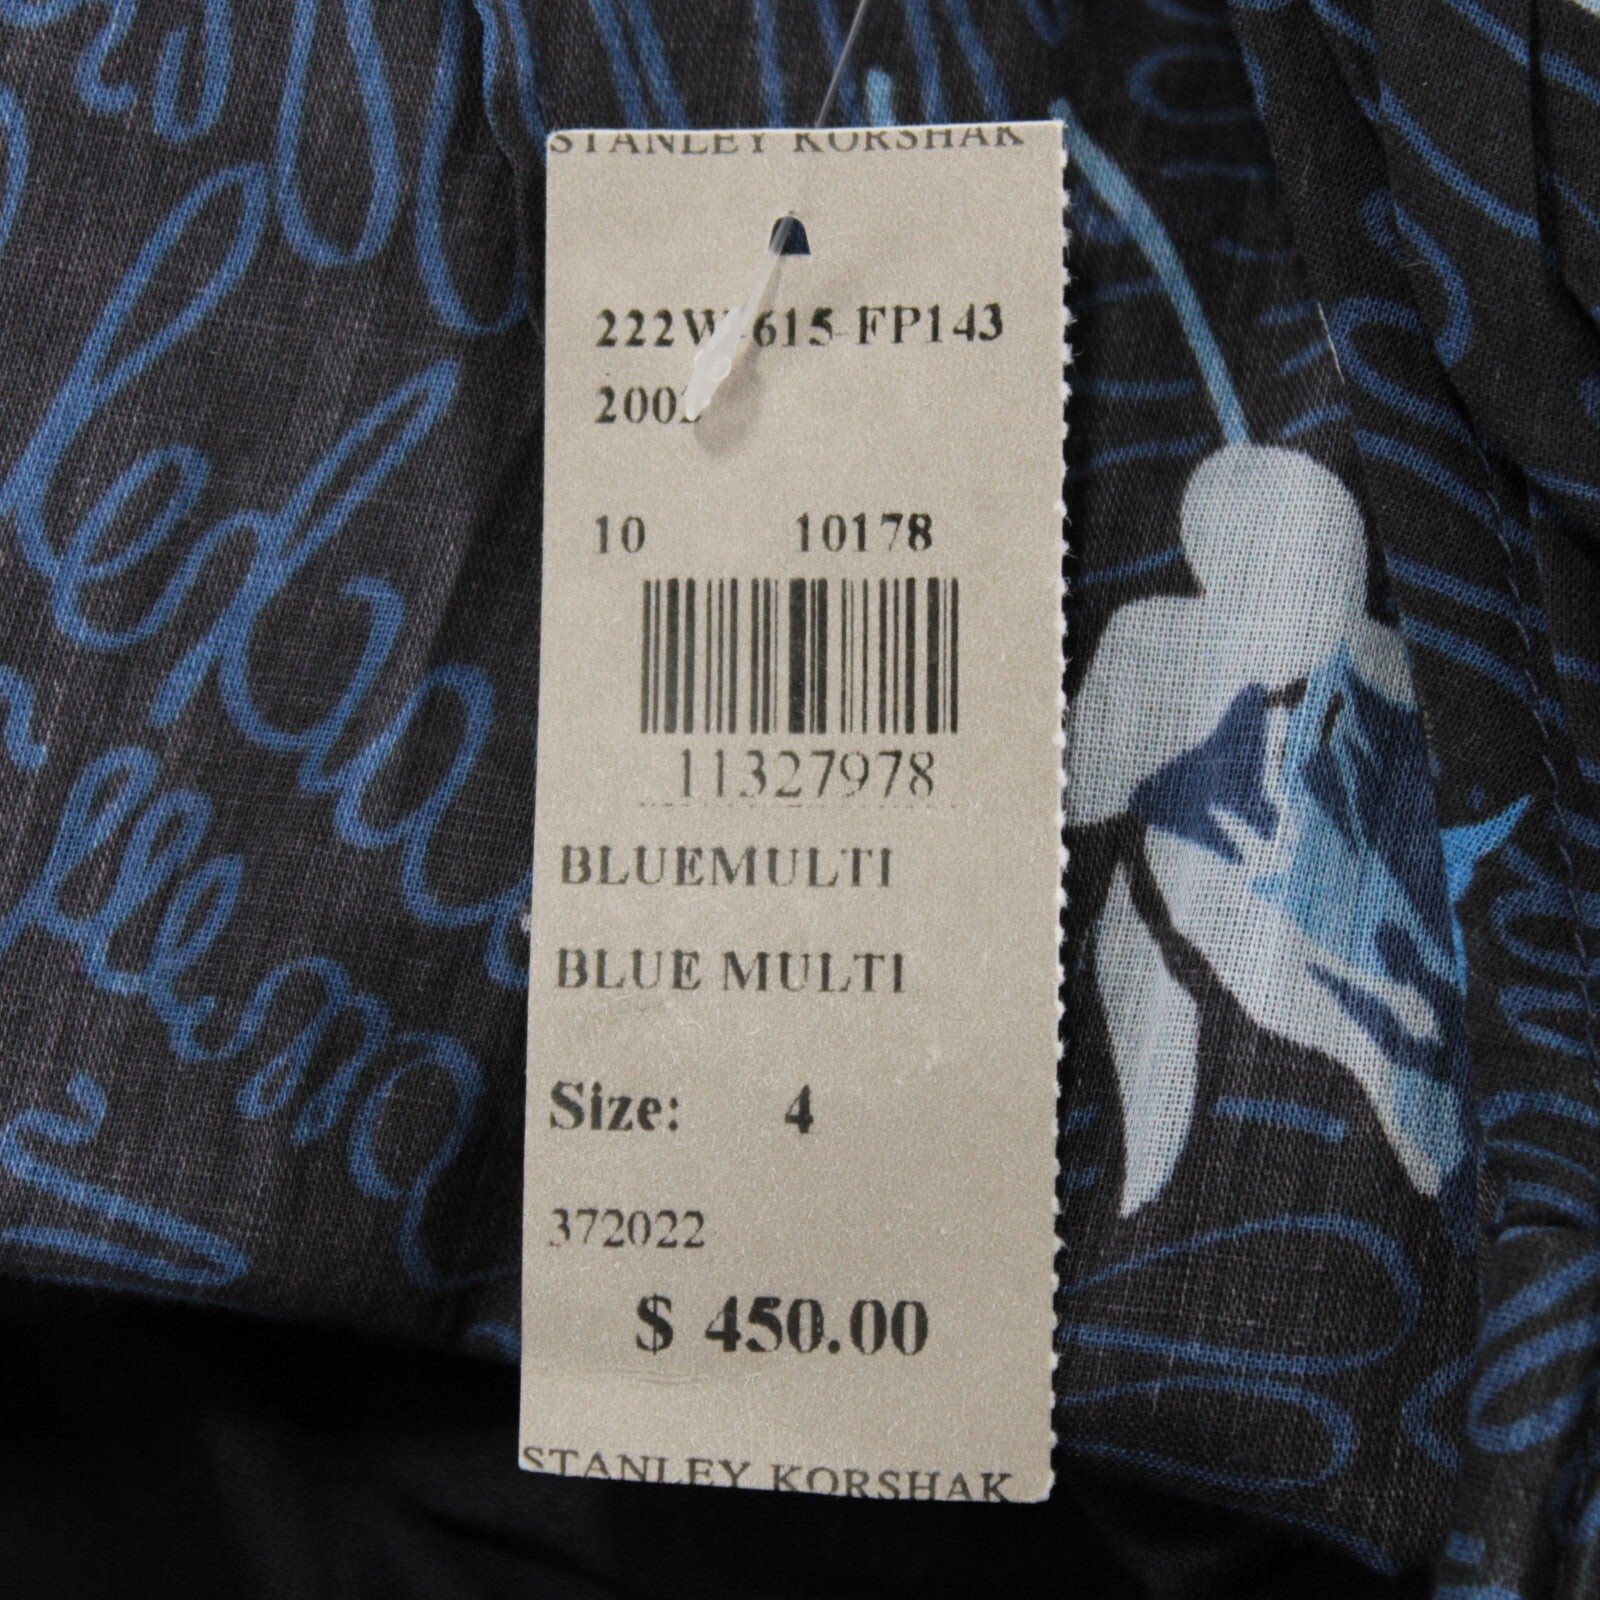 STANLEY KORSHAK
222W-615-FP143
10 10178
11327978
BLUEMULTI
BLUE MULTI
Size: 4
372022
$ 450.00
STANLEY KORSHAK